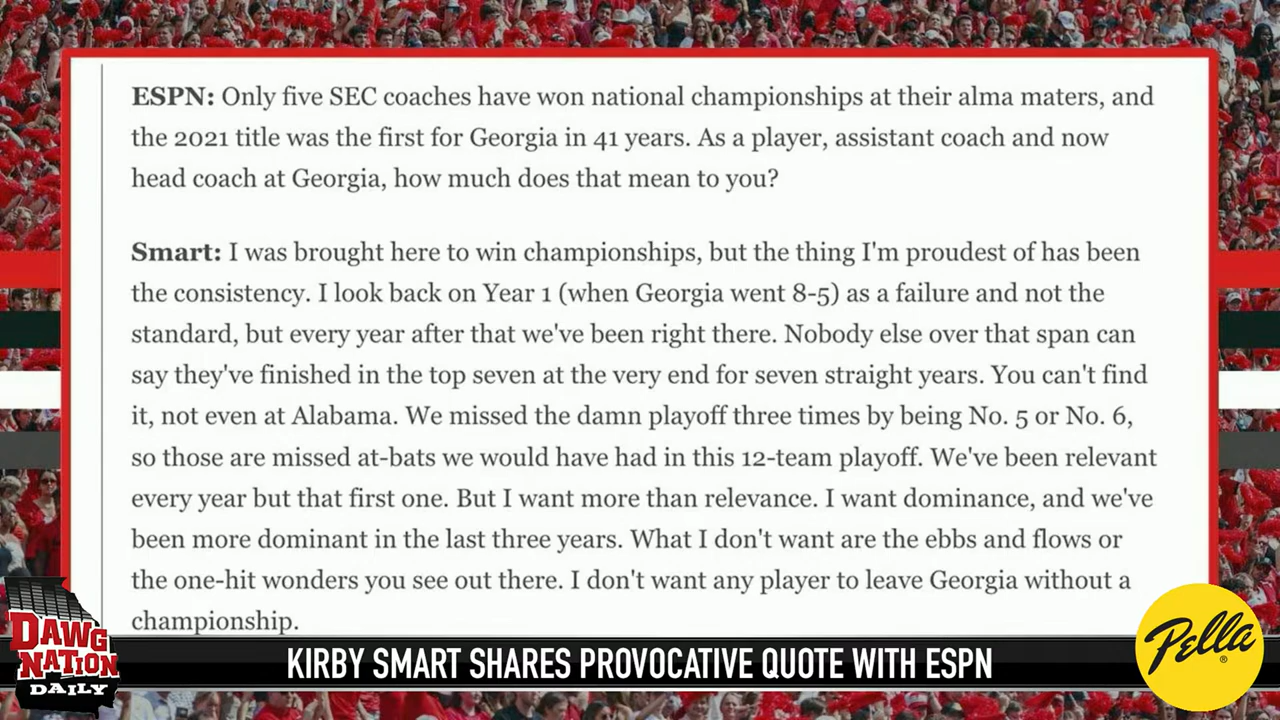 ESPN: Only five SEC coaches have won national championships at their alma maters, and
the 2021 title was the first for Georgia in 41 years. As a player, assistant coach and now
head coach at Georgia, how much does that mean to you?
Smart: I was brought here to win championships, but the thing I'm proudest of has been
the consistency. I look back on Year 1 (when Georgia went 8-5) as a failure and not the
standard, but every year after that we've been right there. Nobody else over that span can
say they've finished in the top seven at the very end for seven straight years. You can't find
it, not even at Alabama. We missed the damn playoff three times by being No. 5 or No. 6,
so those are missed at-bats we would have had in this 12-team playoff. We've been relevant
every year but that first one. But I want more than relevance. I want dominance, and we've
been more dominant in the last three years. What I don't want are the ebbs and flows or
the one-hit wonders you see out there. I don't want any player to leave Georgia without a
championship.
DAWG
NATION
DAILY
KIRBY SMART SHARES PROVOCATIVE QUOTE WITH ESPN
Pella®